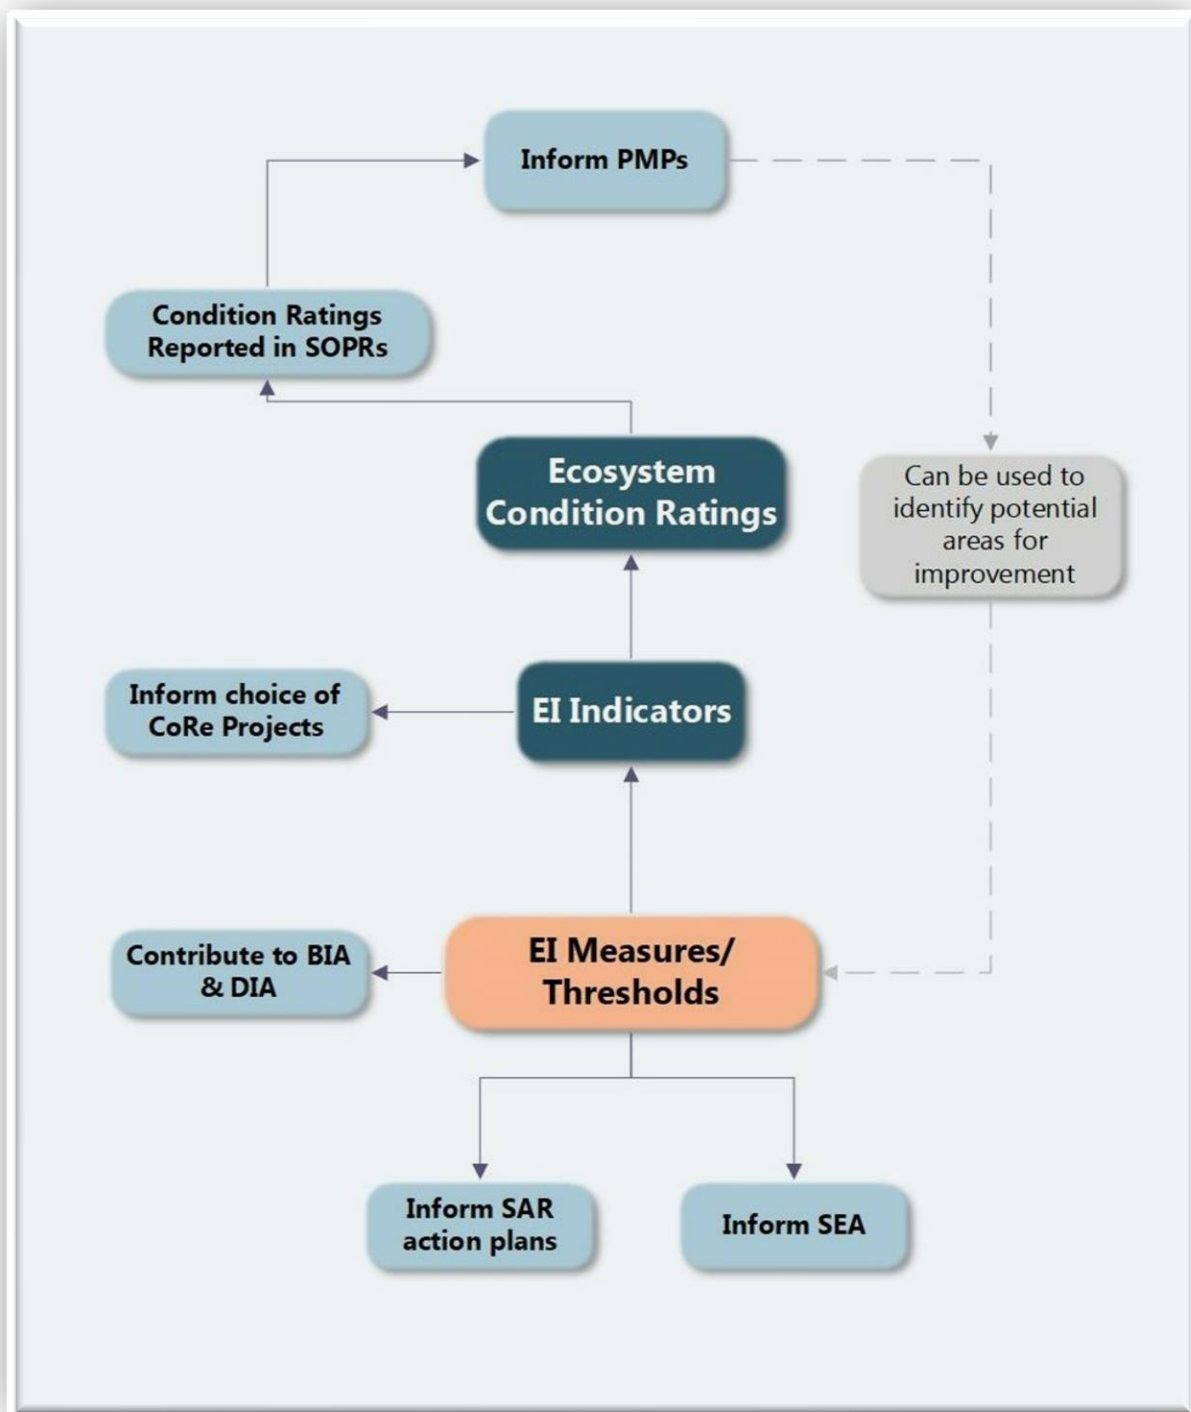 Inform PMPs
Condition Ratings
Reported in SOPRs
Ecosystem
Condition Ratings
Can be used to
identify potential
areas for
improvement
Inform choice of
CoRe Projects
EI Indicators
Contribute to BIA
& DIA
EI Measures/
Thresholds
Inform SAR
action plans
Inform SEA